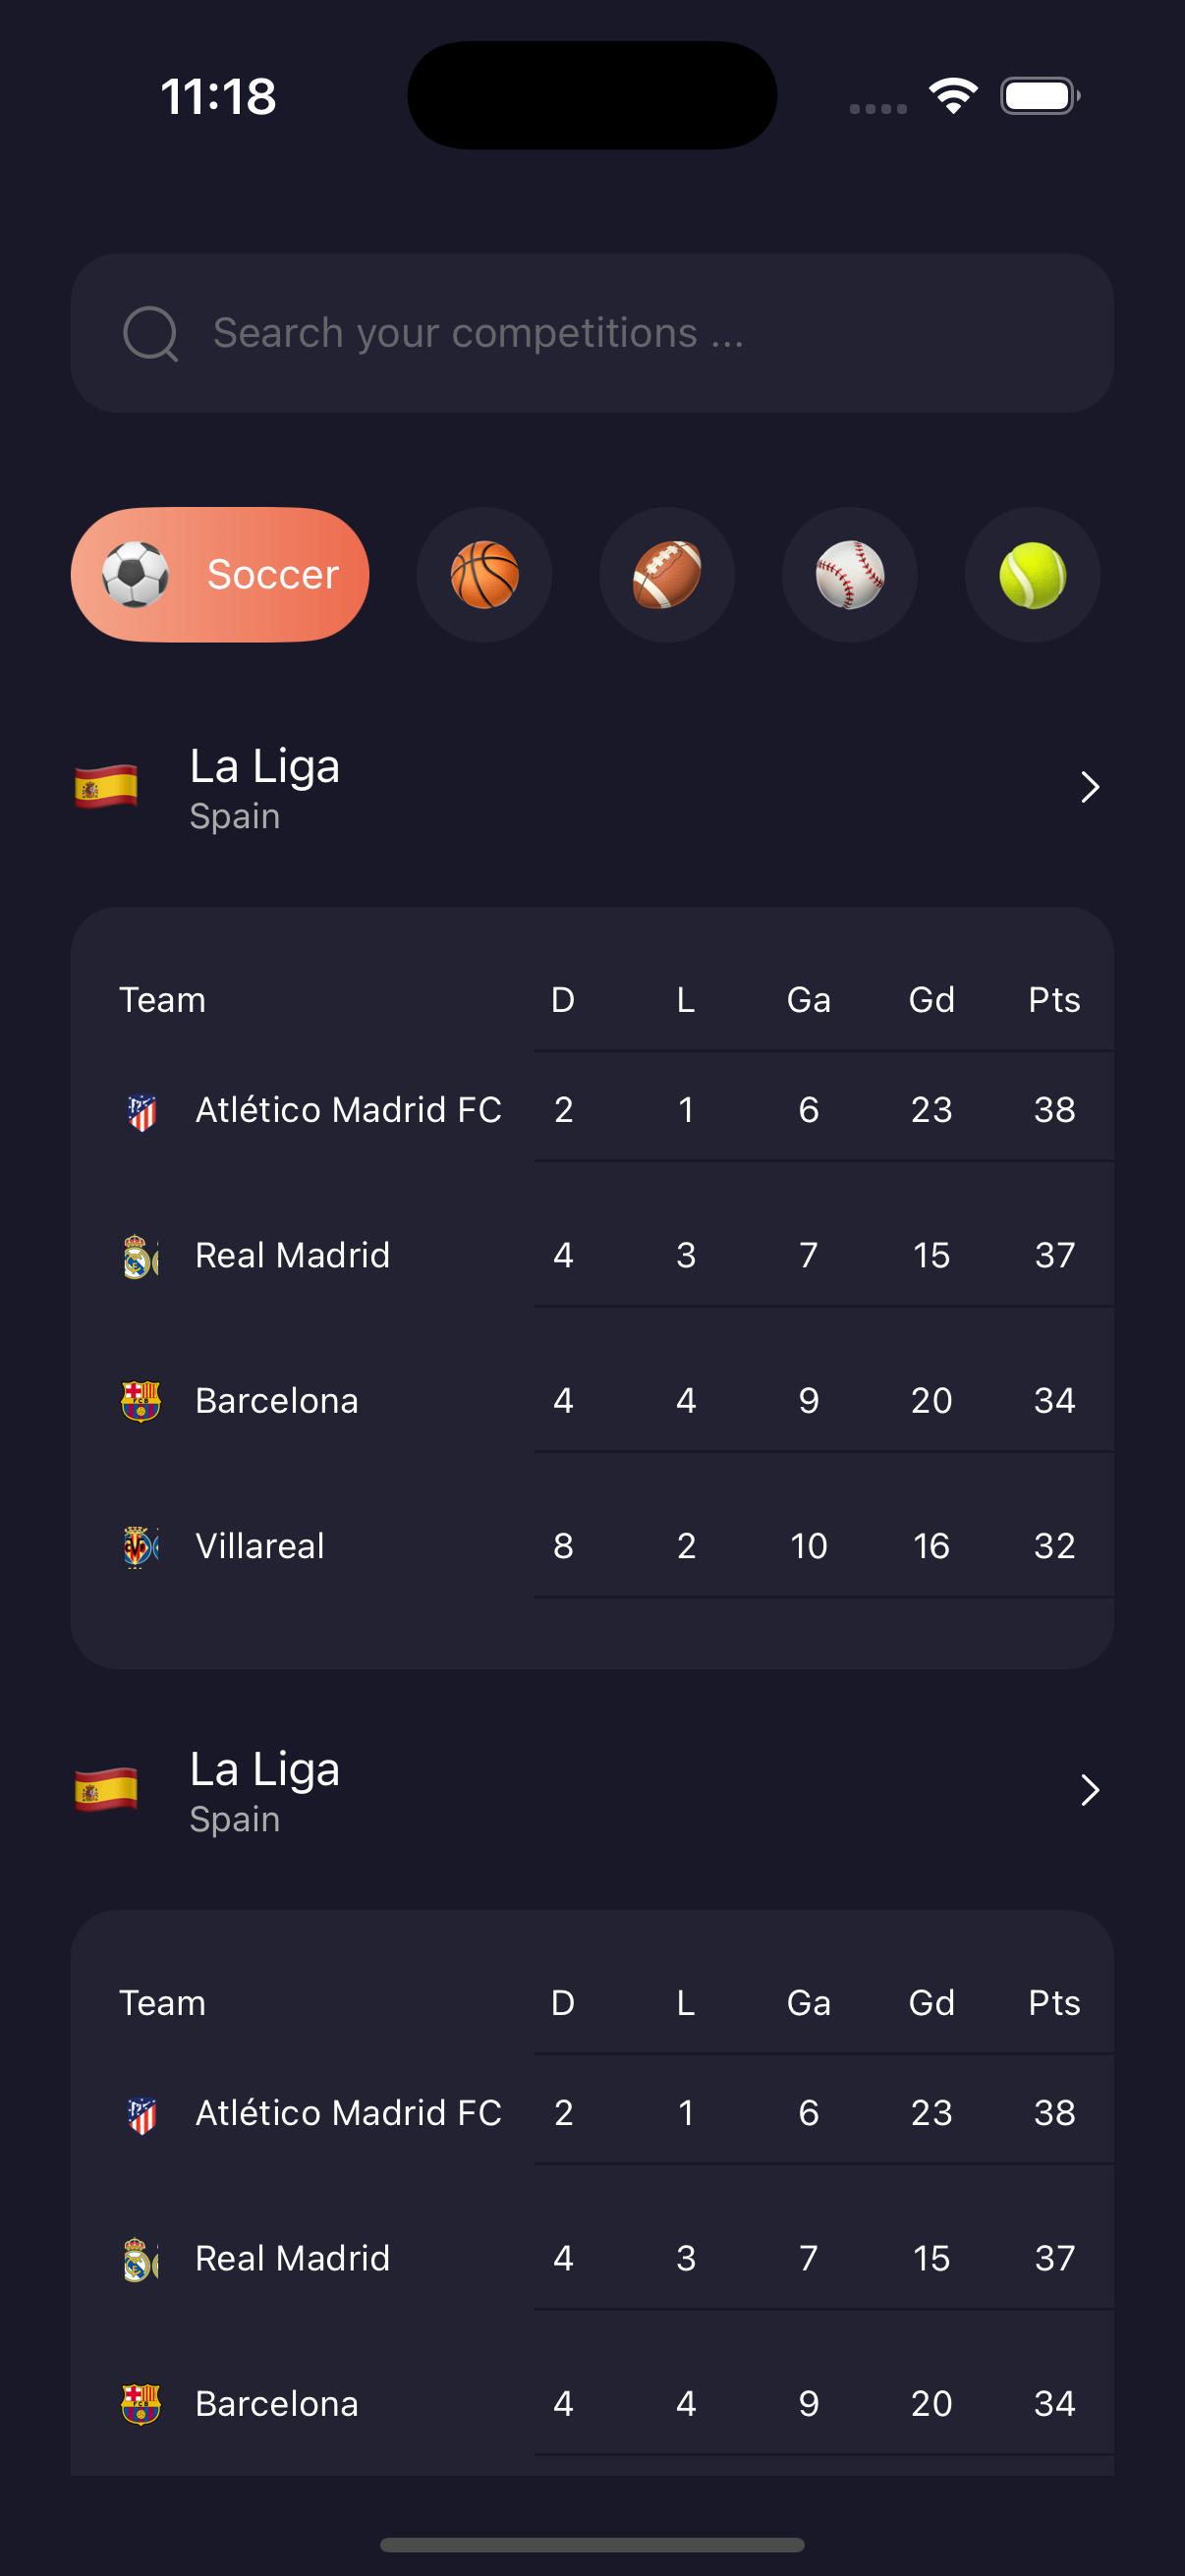 11:18
Search your competitions ...
Soccer
La Liga
Spain
Team D L Ga Gd Pts
Atlético Madrid FC 2 1 6 23 38
Real Madrid 4 3 7 15 37
Barcelona 4 4 9 20 34
Villareal 8 2 10 16 32
La Liga
Spain
Team D L Ga Gd Pts
Atlético Madrid FC 2 1 6 23 38
Real Madrid 4 3 7 15 37
Barcelona 4 4 9 20 34